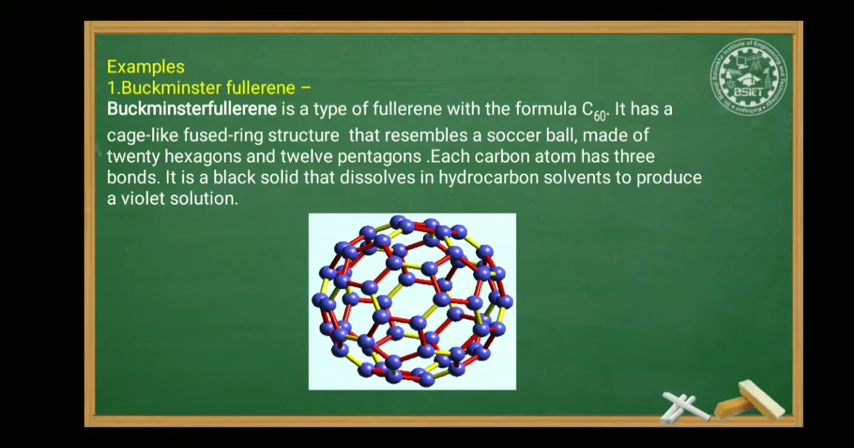 Examples
1.Buckminster fullerene –
Buckminsterfullerene is a type of fullerene with the formula C₆₀. It has a
cage-like fused-ring structure that resembles a soccer ball, made of
twenty hexagons and twelve pentagons .Each carbon atom has three
bonds. It is a black solid that dissolves in hydrocarbon solvents to produce
a violet solution.
BSIET